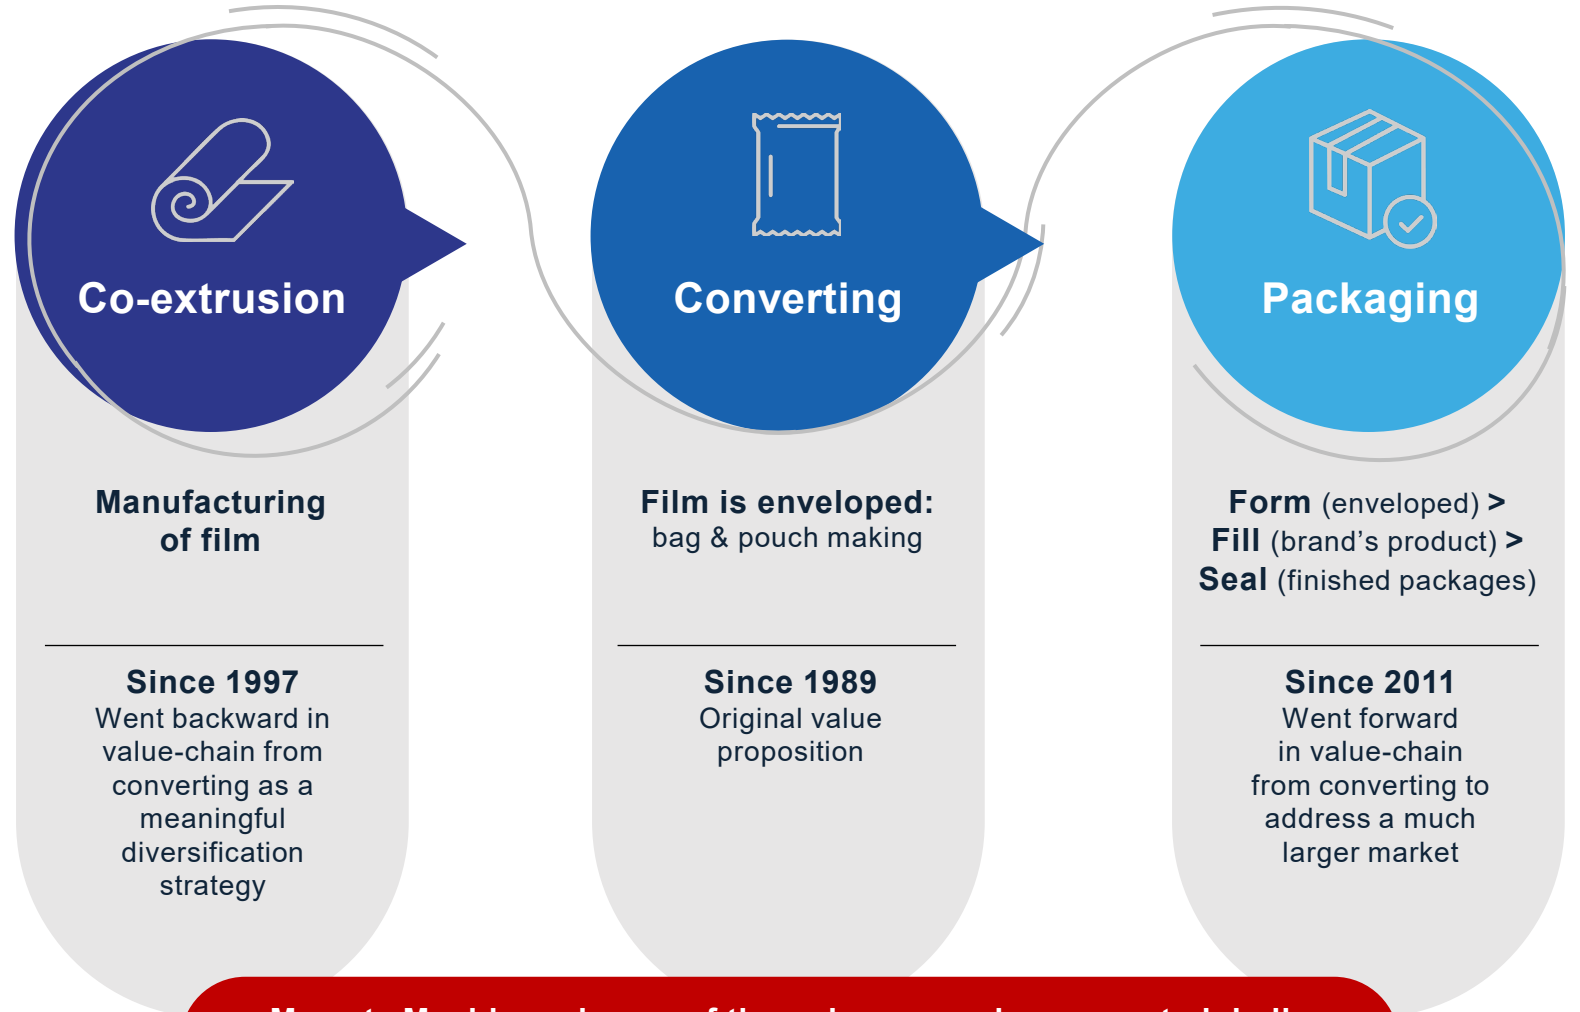 Co-extrusion
Manufacturing
of film
Since 1997
Went backward in
value-chain from
converting as a
meaningful
diversification
strategy
Converting
Film is enveloped:
bag & pouch making
Since 1989
Original value
proposition
Packaging
Form (enveloped) >
Fill (brand’s product) >
Seal (finished packages)
Since 2011
Went forward
in value-chain
from converting to
address a much
larger market